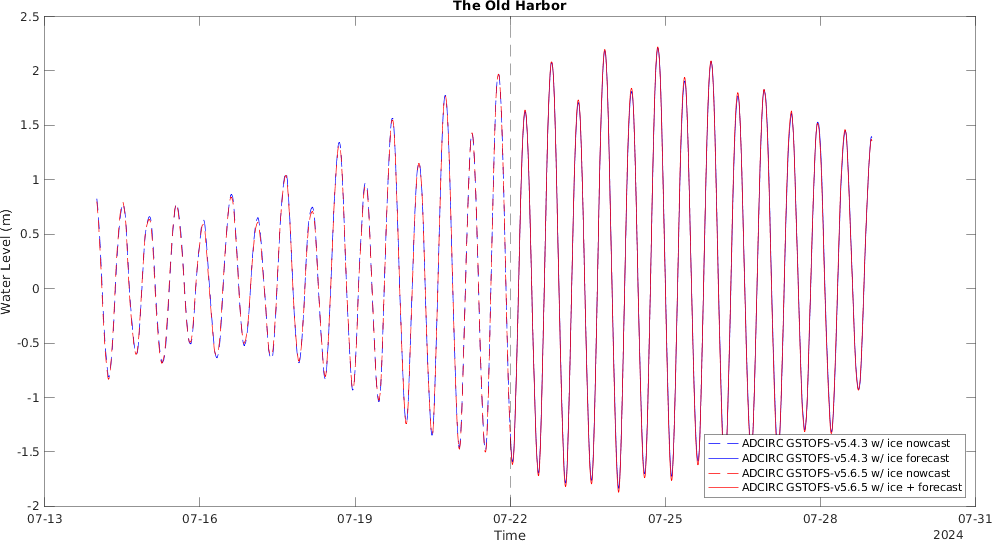 The Old Harbor
2.5
2
1.5
1
0.5
0
-0.5
-1
-1.5
-2
Water Level (m)
ADCIRC GSTOFS-v5.4.3 w/ ice nowcast
ADCIRC GSTOFS-v5.4.3 w/ ice forecast
ADCIRC GSTOFS-v5.6.5 w/ ice nowcast
ADCIRC GSTOFS-v5.6.5 w/ ice + forecast
07-13 07-16 07-19 07-22 07-25 07-28 07-31
Time
2024